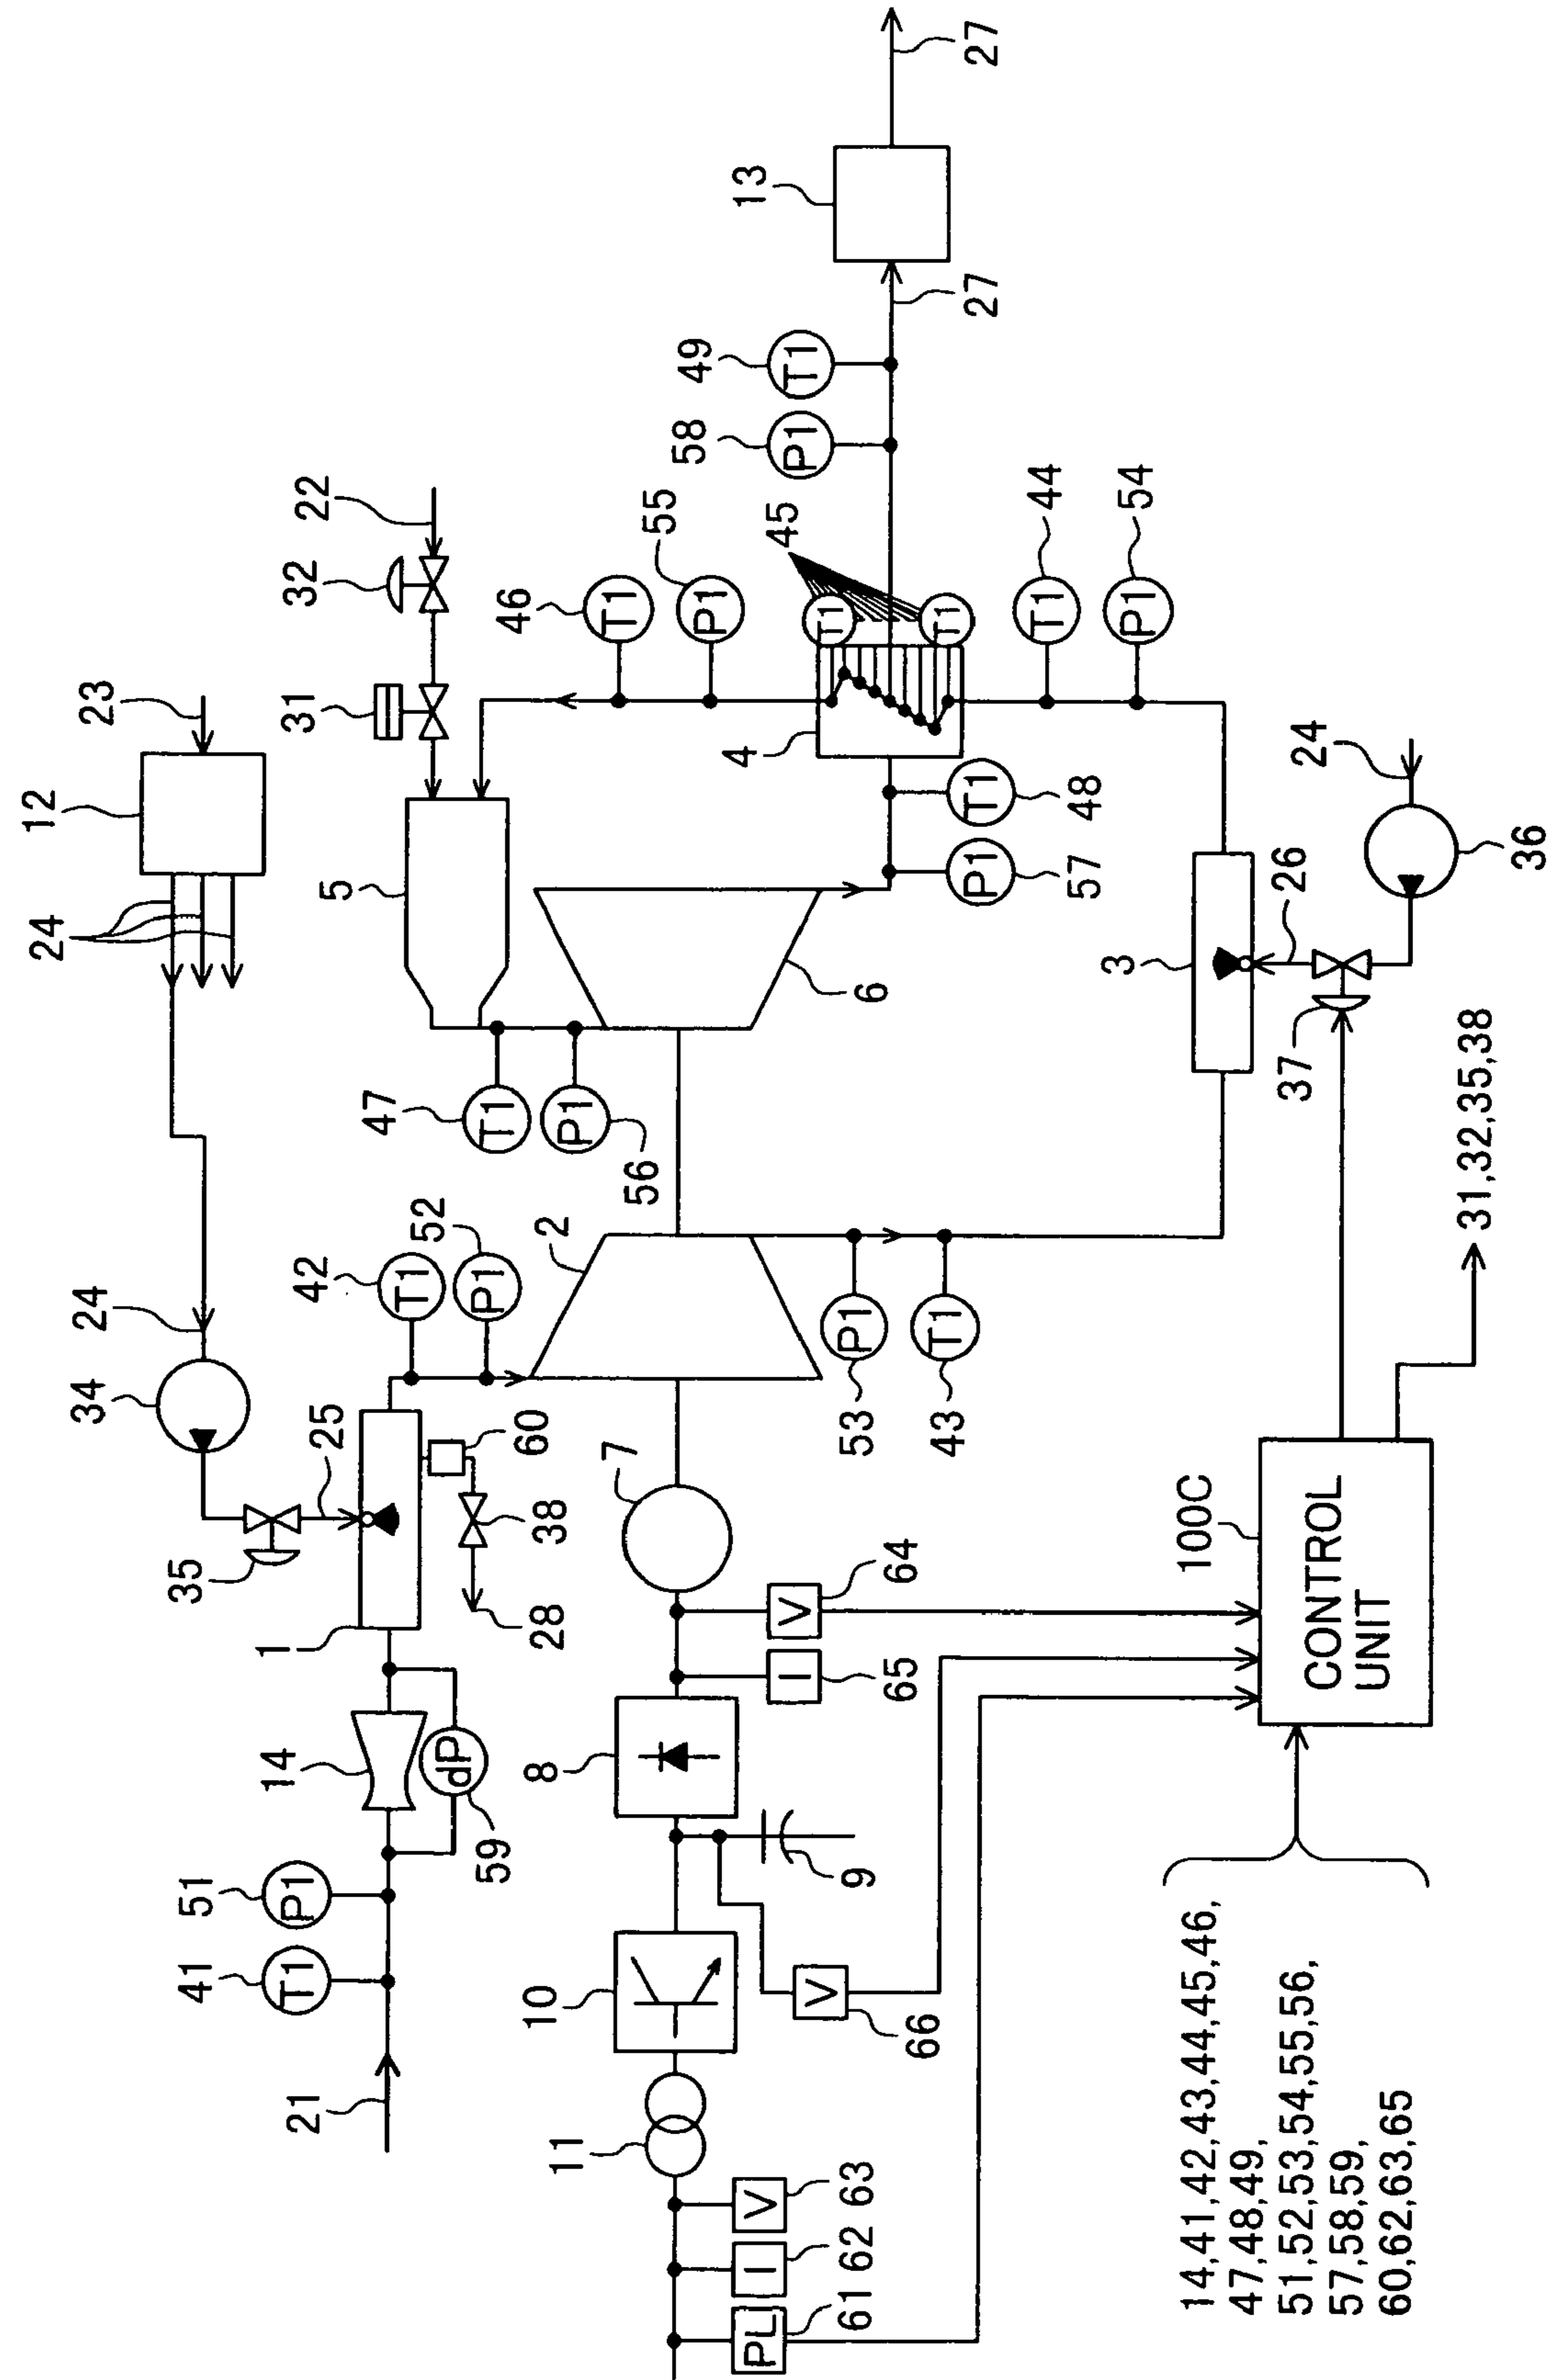 23
12
24
24
34
35
25
22
32
31
5
21
41
T1
51
P1
14
dP
59
1
60
38
28
42
T1
52
P1
47
T1
P1
56
46
T1
55
P1
45
T1
T1
4
44
T1
54
P1
48
T1
57
P1
58
P1
49
T1
27
13
27
6
2
7
P1
53
T1
43
8
9
10
11
V
64
I
65
V
66
V
63
I
62
PL
61
3
26
24
36
37
100C
CONTROL
UNIT
31,32,35,38
14,41,42,43,44,45,46,
47,48,49,
51,52,53,54,55,56,
57,58,59,
60,62,63,65